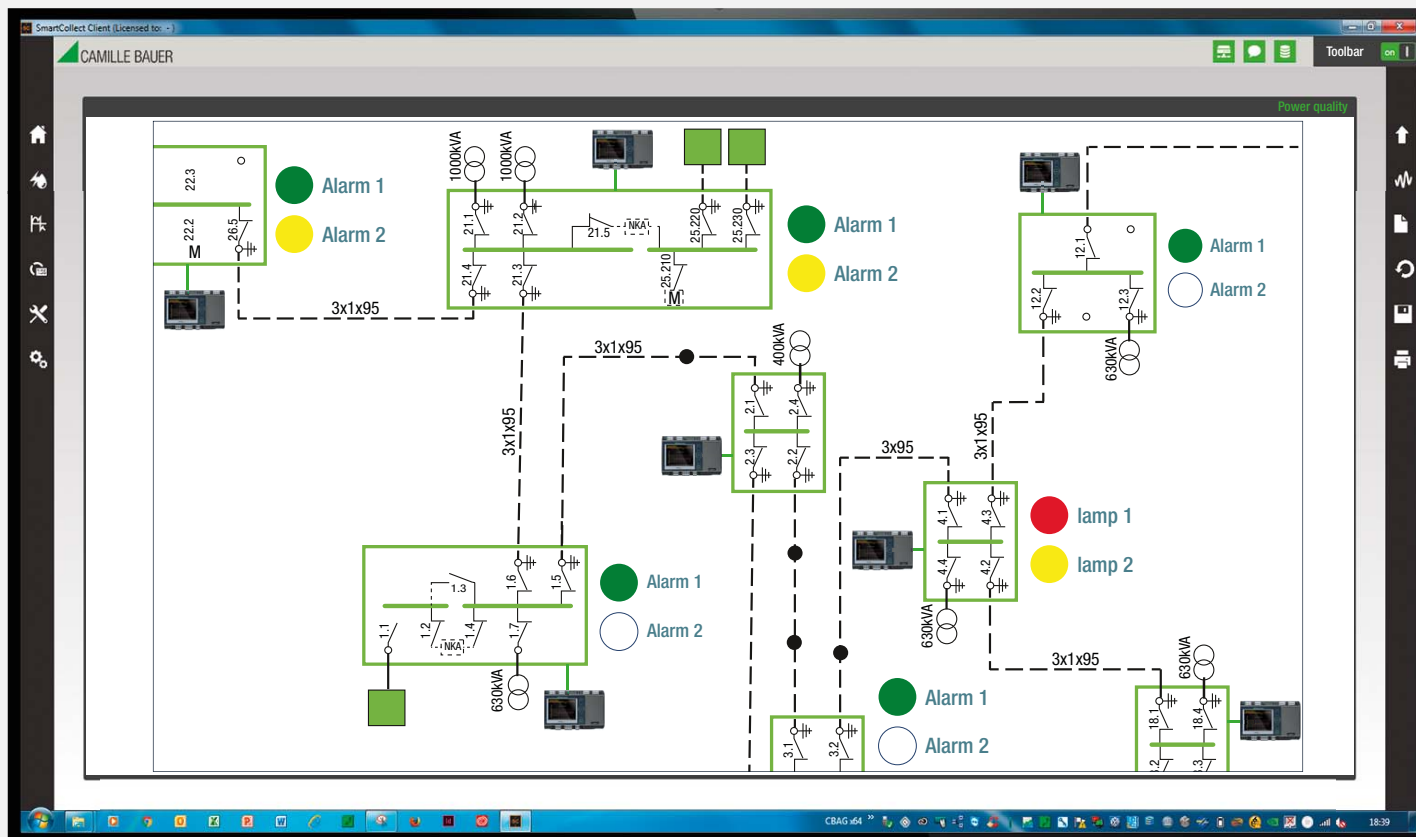 SmartCollect Client (Licensed to: - )
CAMILLE BAUER
Toolbar
on
Power quality
22.3
22.2
M
26.5
Alarm 1
Alarm 2
3x1x95
1000kVA
1000kVA
21.1
21.2
21.4
21.3
21.5
NKA
25.220
25.230
25.210
M
Alarm 1
Alarm 2
12.1
12.2
12.3
630kVA
Alarm 1
Alarm 2
3x1x95
3x1x95
400kVA
2.1
2.4
2.3
2.2
3x95
3x1x95
4.1
4.3
4.4
4.2
630kVA
lamp 1
lamp 2
1.6
1.5
1.3
1.1
1.2
1.4
1.7
NKA
630kVA
Alarm 1
Alarm 2
3x1x95
630kVA
18.1
18.4
Alarm 1
Alarm 2
3.1
3.2
CBAG x64
18:39